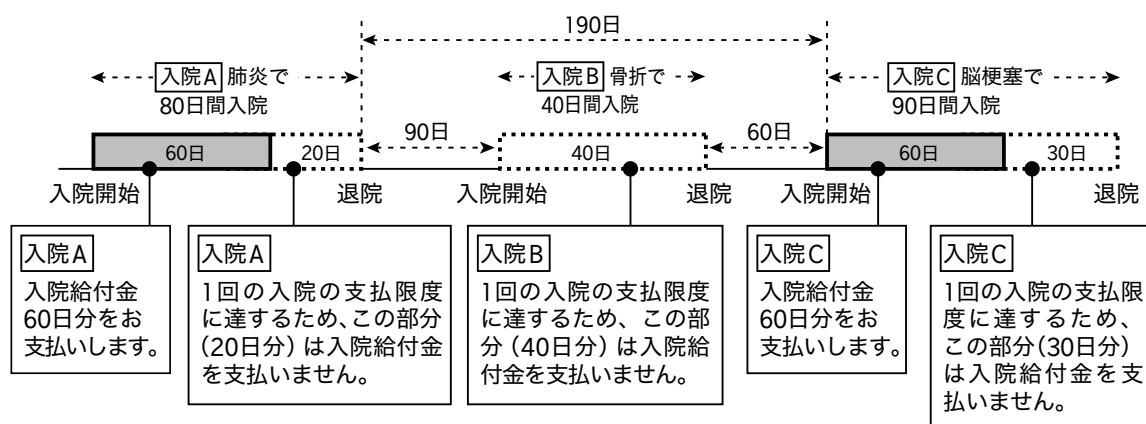 190日
入院A 肺炎で
80日間入院
入院B 骨折で
40日間入院
入院C 脳梗塞で
90日間入院
90日
60日
60日
20日
40日
60日
30日
入院開始
退院
入院開始
退院
入院開始
退院
入院A
入院給付金
60日分をお
支払いします。
入院A
1回の入院の支払限度
に達するため、この部分
(20日分)は入院給付金
を支払いません。
入院B
1回の入院の支払限度
に達するため、この部
分(40日分)は入院給
付金を支払いません。
入院C
入院給付金
60日分をお
支払いします。
入院C
1回の入院の支払限
度に達するため、
この部分(30日分)
は入院給付金を支
払いません。